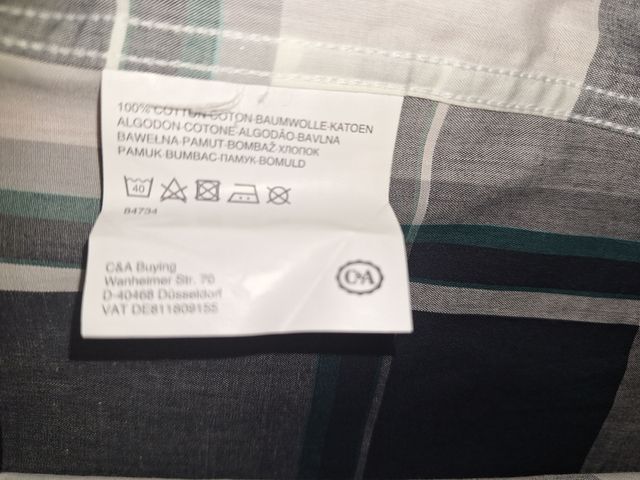 100% COTTON·COTON·BAUMWOLLE·KATOEN
ALGODON·COTONE·ALGODÃO·BAVLNA
BAWEŁNA·PAMUT·BOMBAŽ·ХЛОПОК
PAMUK·BUMBAC·ПАМУК·BOMULD
40
84734
C&A Buying
Wanheimer Str. 70
D-40468 Düsseldorf
VAT DE811809155
C&A